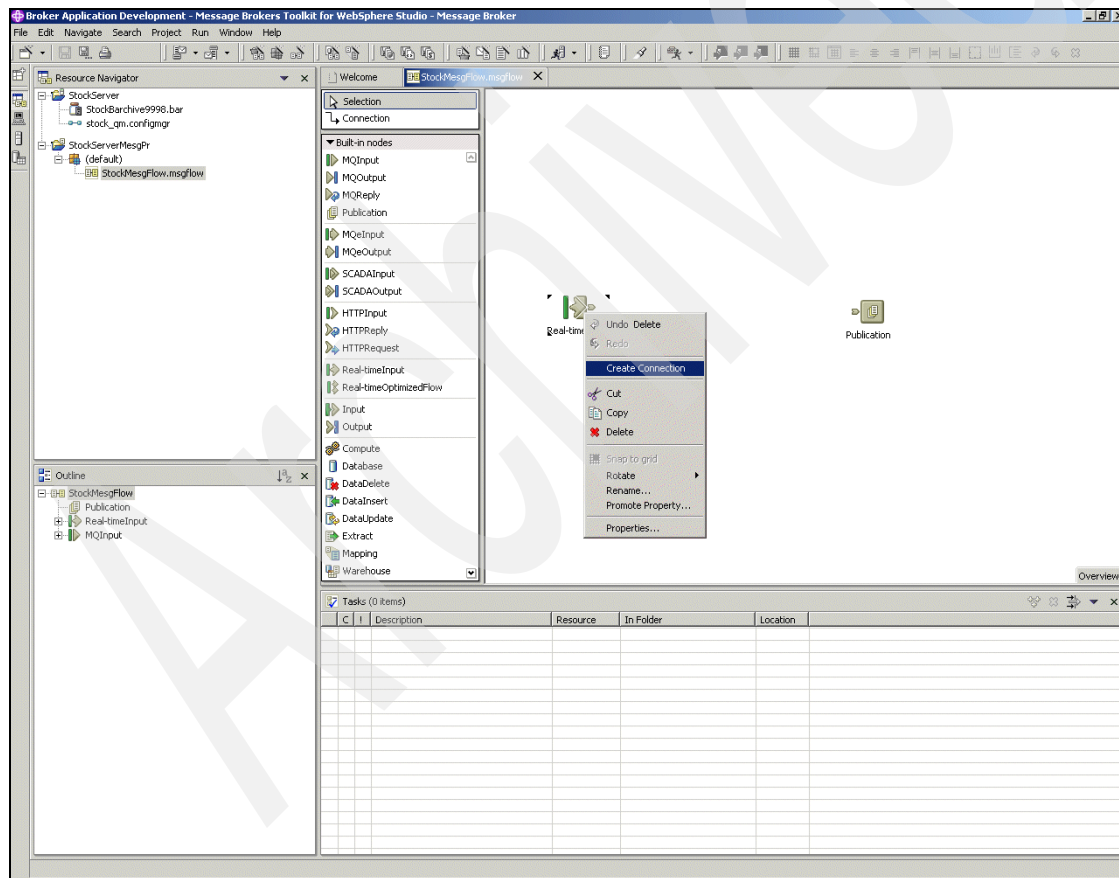 Broker Application Development - Message Brokers Toolkit for WebSphere Studio - Message Broker
File Edit Navigate Search Project Run Window Help
Resource Navigator
StockServer
StockBarchive9998.bar
stock_qm.configmgr
StockServerMesgPr
(default)
StockMesgFlow.msgflow
Outline
StockMesgFlow
Publication
Real-timeInput
MQInput
Welcome
StockMesgFlow.msgflow
Selection
Connection
Built-in nodes
MQInput
MQOutput
MQReply
Publication
MQeInput
MQeOutput
SCADAInput
SCADAOutput
HTTPInput
HTTPReply
HTTPRequest
Real-timeInput
Real-timeOptimizedFlow
Input
Output
Compute
Database
DataDelete
DataInsert
DataUpdate
Extract
Mapping
Warehouse
Real-time
Undo Delete
Redo
Create Connection
Cut
Copy
Delete
Snap to grid
Rotate
Rename...
Promote Property...
Properties...
Publication
Overview
Tasks (0 items)
C ! Description Resource In Folder Location